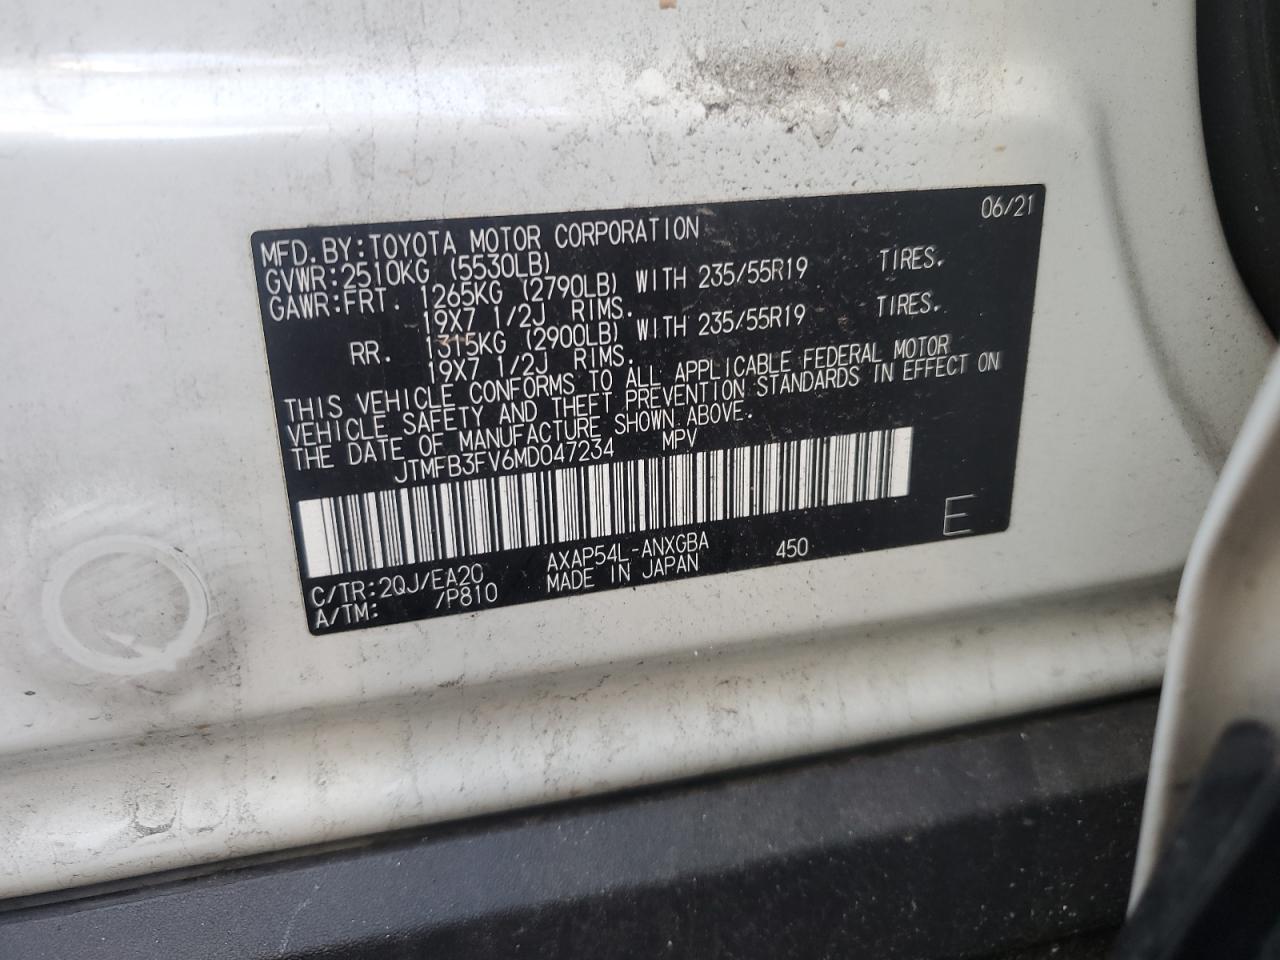 06/21
MFD.BY:TOYOTA MOTOR CORPORATION
GVWR:2510KG (5530LB)
GAWR:FRT. 1265KG (2790LB) WITH 235/55R19 TIRES.
19X7 1/2J RIMS.
RR. 1315KG (2900LB) WITH 235/55R19 TIRES.
19X7 1/2J RIMS.
THIS VEHICLE CONFORMS TO ALL APPLICABLE FEDERAL MOTOR
VEHICLE SAFETY AND THEFT PREVENTION STANDARDS IN EFFECT ON
THE DATE OF MANUFACTURE SHOWN ABOVE.
JTMFB3FV6MD047234 MPV
C/TR:2QJ/EA20 AXAP54L-ANXGBA 450 E
A/TM: /P810 MADE IN JAPAN